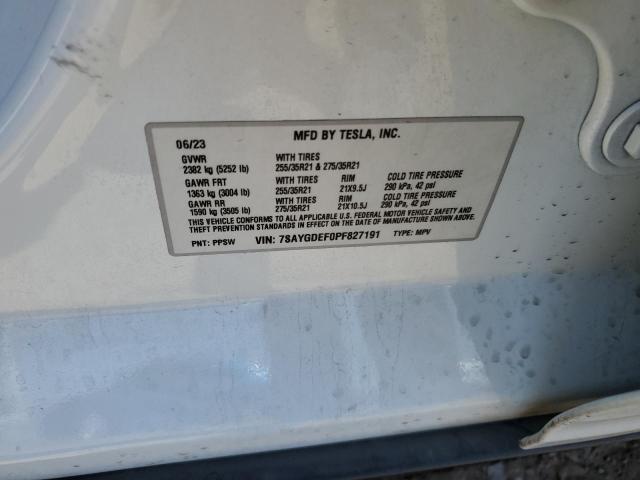 06/23 MFD BY TESLA, INC.
GVWR WITH TIRES
2382 kg (5252 lb) 255/35R21 & 275/35R21
GAWR FRT WITH TIRES RIM COLD TIRE PRESSURE
1363 kg (3004 lb) 255/35R21 21X9.5J 290 kPa, 42 psi
GAWR RR WITH TIRES RIM COLD TIRE PRESSURE
1590 kg (3505 lb) 275/35R21 21X10.5J 290 kPa, 42 psi
THIS VEHICLE CONFORMS TO ALL APPLICABLE U.S. FEDERAL MOTOR VEHICLE SAFETY AND
THEFT PREVENTION STANDARDS IN EFFECT ON THE DATE OF MANUFACTURE SHOWN ABOVE.
PNT: PPSW VIN: 7SAYGDEF0PF827191 TYPE: MPV